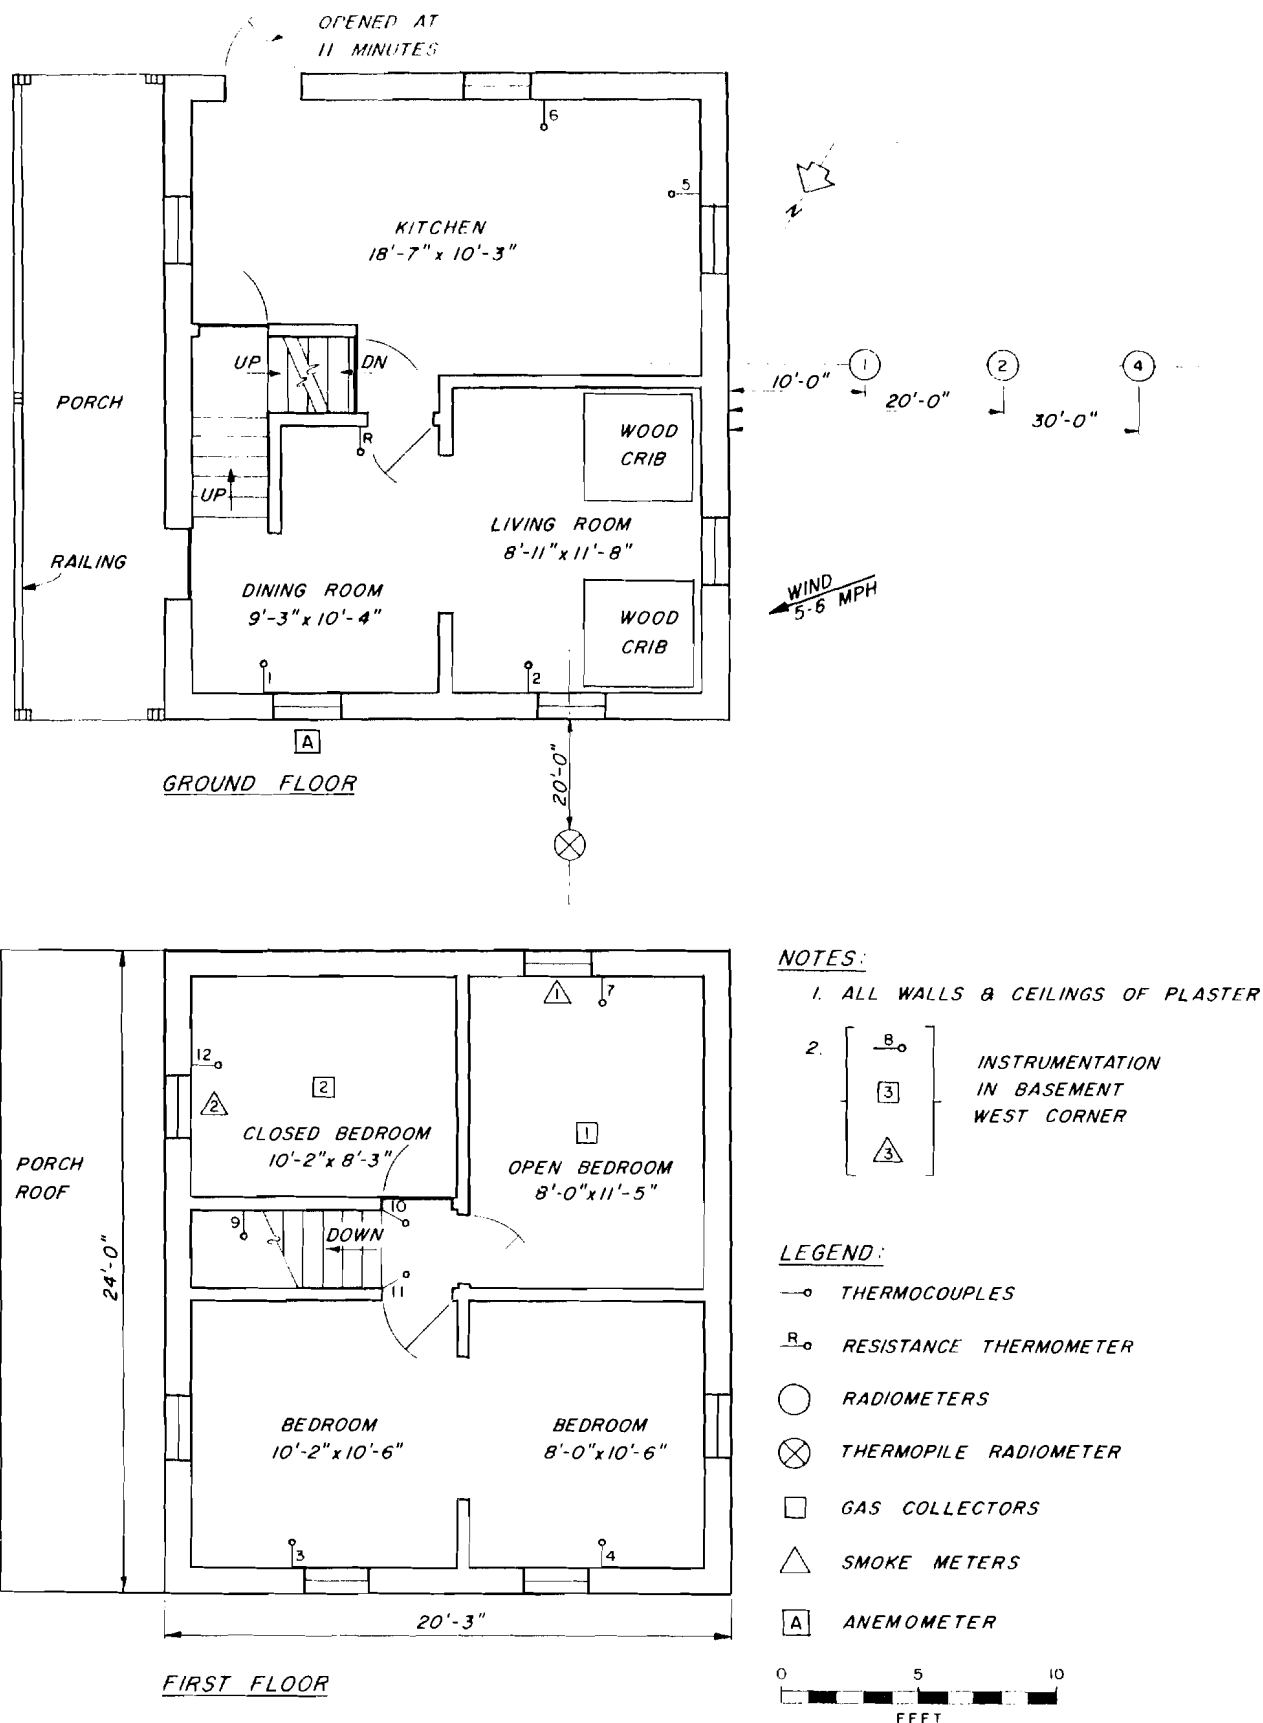 OPENED AT
11 MINUTES
6
5
N
KITCHEN
18'-7" x 10'-3"
UP
DN
1
2
4
10'-0"
20'-0"
30'-0"
PORCH
WOOD
CRIB
R
UP
LIVING ROOM
8'-11" x 11'-8"
RAILING
DINING ROOM
9'-3" x 10'-4"
WIND
5-6 MPH
WOOD
CRIB
1
2
A
GROUND FLOOR
20'-0"
NOTES:
1. ALL WALLS & CEILINGS OF PLASTER
2.
8
3
3
INSTRUMENTATION
IN BASEMENT
WEST CORNER
1
7
12
2
2
CLOSED BEDROOM
10'-2" x 8'-3"
1
OPEN BEDROOM
8'-0" x 11'-5"
PORCH
ROOF
24'-0"
10
9
DOWN
11
BEDROOM
10'-2" x 10'-6"
BEDROOM
8'-0" x 10'-6"
3
4
20'-3"
FIRST FLOOR
LEGEND:
THERMOCOUPLES
R
RESISTANCE THERMOMETER
RADIOMETERS
THERMOPILE RADIOMETER
GAS COLLECTORS
SMOKE METERS
A
ANEMOMETER
0 5 10
FEET